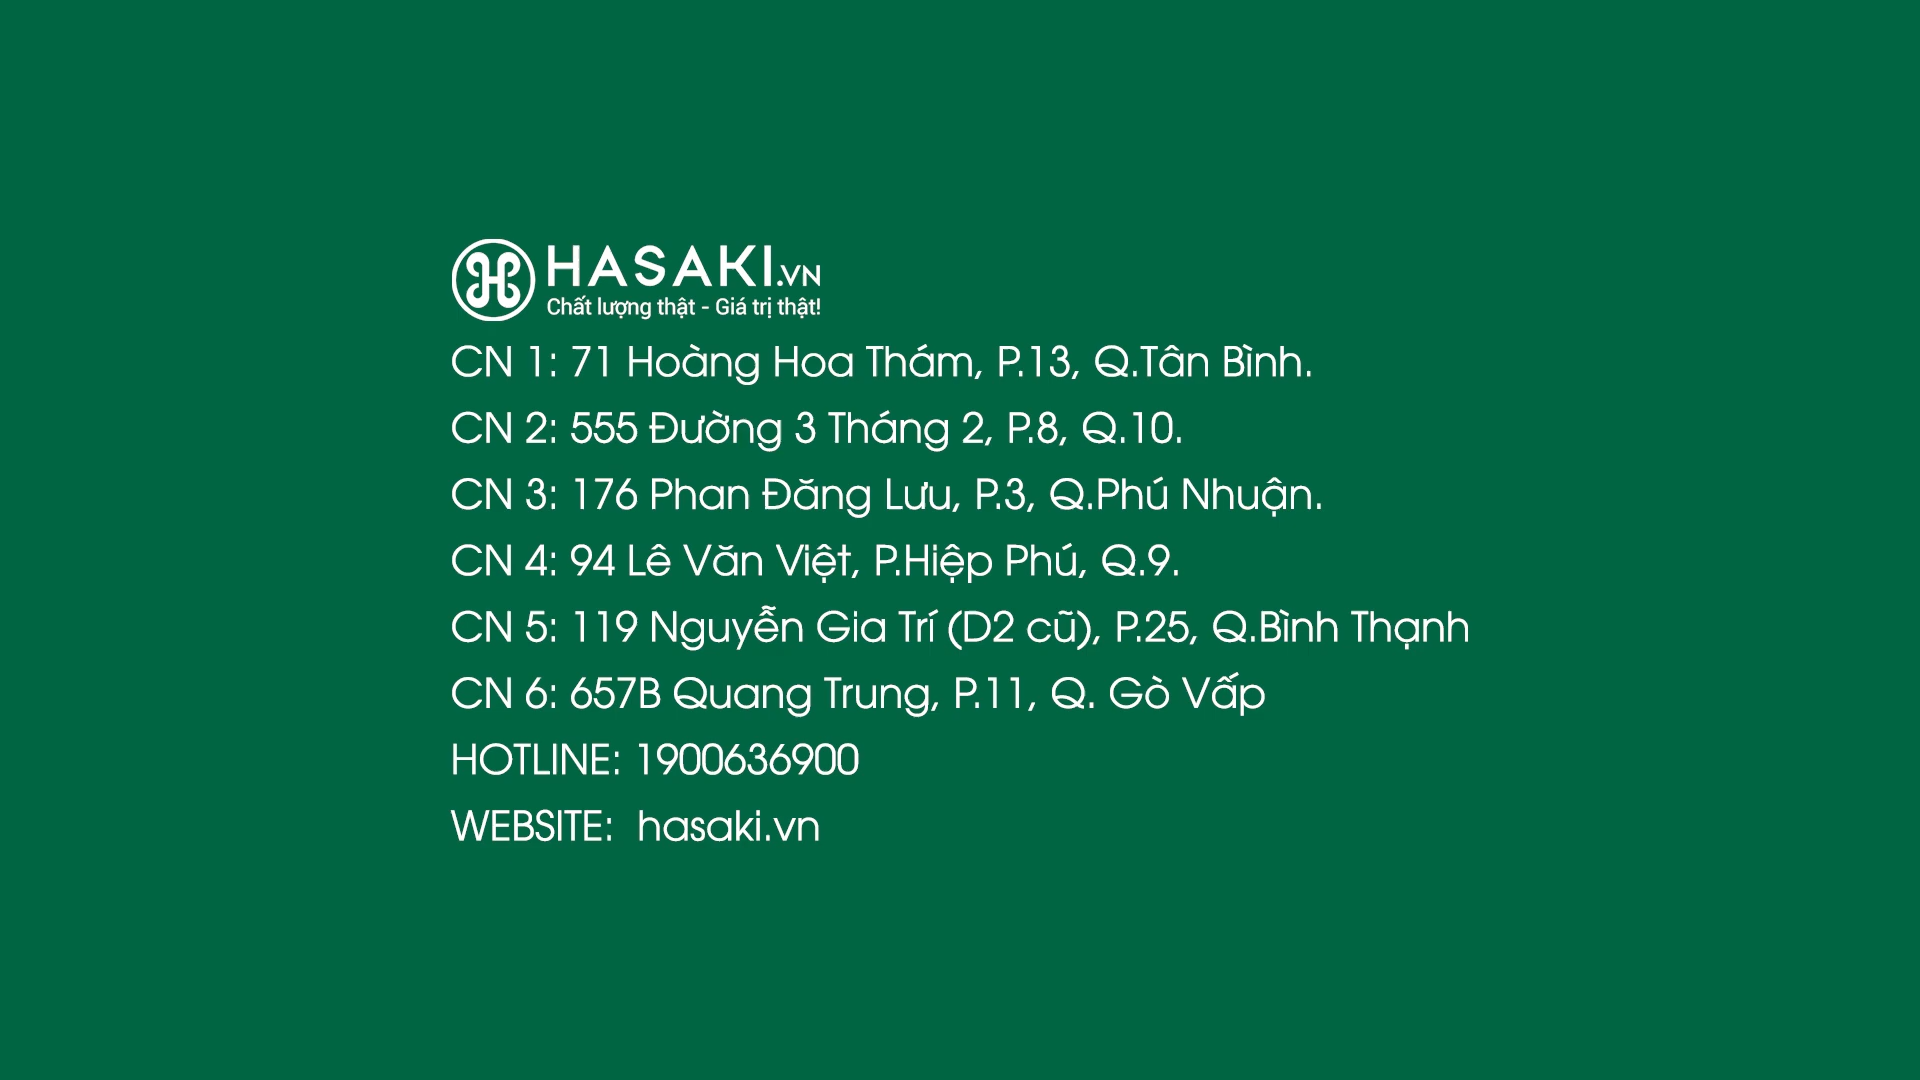 HASAKI.VN
Chất lượng thật - Giá trị thật!
CN 1: 71 Hoàng Hoa Thám, P.13, Q.Tân Bình.
CN 2: 555 Đường 3 Tháng 2, P.8, Q.10.
CN 3: 176 Phan Đăng Lưu, P.3, Q.Phú Nhuận.
CN 4: 94 Lê Văn Việt, P.Hiệp Phú, Q.9.
CN 5: 119 Nguyễn Gia Trí (D2 cũ), P.25, Q.Bình Thạnh
CN 6: 657B Quang Trung, P.11, Q. Gò Vấp
HOTLINE: 1900636900
WEBSITE: hasaki.vn